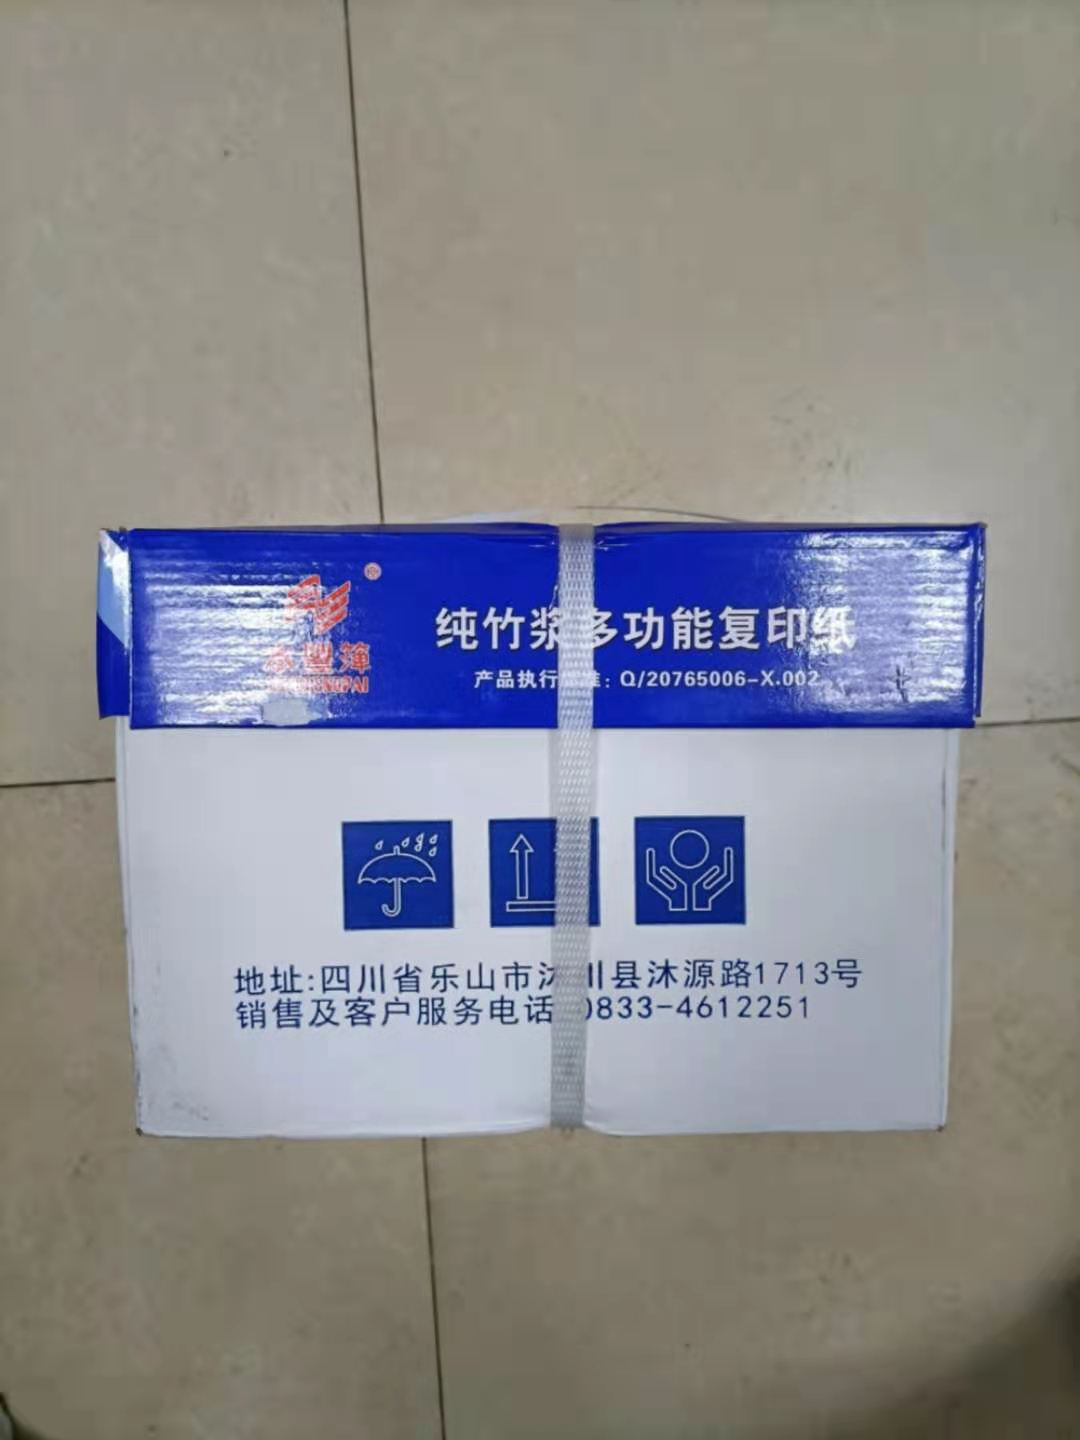 纯竹浆多功能复印纸
产品执行 准：Q/20765006-X.002
地址:四川省乐山市沐川县沐源路1713号
销售及客户服务电话 0833-4612251